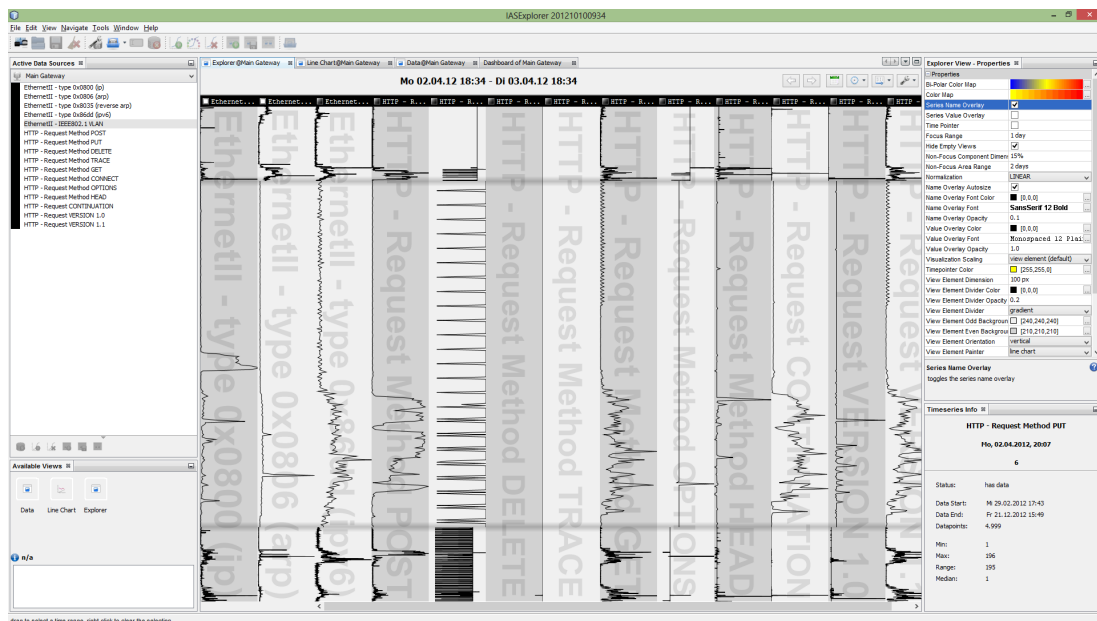 IASExplorer 201210100934
File Edit View Navigate Tools Window Help
Active Data Sources
Main Gateway
EthernetII - type 0x0800 (ip)
EthernetII - type 0x0806 (arp)
EthernetII - type 0x8035 (reverse arp)
EthernetII - type 0x86dd (ipv6)
EthernetII - IEEE802.1 VLAN
HTTP - Request Method POST
HTTP - Request Method PUT
HTTP - Request Method DELETE
HTTP - Request Method TRACE
HTTP - Request Method GET
HTTP - Request Method CONNECT
HTTP - Request Method OPTIONS
HTTP - Request Method HEAD
HTTP - Request CONTINUATION
HTTP - Request VERSION 1.0
HTTP - Request VERSION 1.1
Available Views
Data Line Chart Explorer
n/a
Explorer@Main Gateway Line Chart@Main Gateway Data@Main Gateway Dashboard of Main Gateway
Mo 02.04.12 18:34 - Di 03.04.12 18:34
Ethernet... Ethernet... Ethernet... HTTP - R... HTTP - R... HTTP - R... HTTP - R... HTTP - R... HTTP - R... HTTP - R... HTTP - R... HTTP - R... HTTP -
EthernetII - type 0x0800 (ip)
EthernetII - type 0x0806 (arp)
HTTP - Request Method POST
HTTP - Request Method DELETE
HTTP - Request Method TRACE
HTTP - Request Method GET
HTTP - Request Method OPTIONS
HTTP - Request Method HEAD
HTTP - Request CONTINUATION
HTTP - Request VERSION 1.0
Explorer View - Properties
Properties
Bi-Polar Color Map
Color Map
Series Name Overlay
Series Value Overlay
Time Pointer
Focus Range 1 day
Hide Empty Views
Non-Focus Component Dimen 15%
Non-Focus Area Range 2 days
Normalization LINEAR
Name Overlay Autosize
Name Overlay Font Color [0,0,0]
Name Overlay Font SansSerif 12 Bold
Name Overlay Opacity 0.1
Value Overlay Color [0,0,0]
Value Overlay Font Monospaced 12 Plai
Value Overlay Opacity 1.0
Visualization Scaling view element (default)
Timepointer Color [255,255,0]
View Element Dimension 100 px
View Element Divider Color [0,0,0]
View Element Divider Opacity 0.2
View Element Divider gradient
View Element Odd Backgroun [240,240,240]
View Element Even Backgrou [210,210,210]
View Element Orientation vertical
View Element Painter line chart
Series Name Overlay
toggles the series name overlay
Timeseries Info
HTTP - Request Method PUT
Mo, 02.04.2012, 20:07
6
Status: has data
Data Start: Mi 29.02.2012 17:43
Data End: Fr 21.12.2012 15:49
Datapoints: 4.999
Min: 1
Max: 196
Range: 195
Median: 1